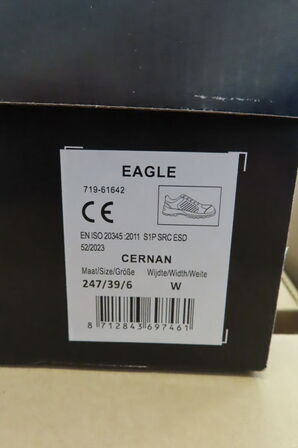 EAGLE
719-61642
CE
EN ISO 20345 :2011 S1P SRC ESD
52/2023
CERNAN
Maat/Size/Größe Wijdte/Width/Weite
247/39/6 W
8 712843 697461